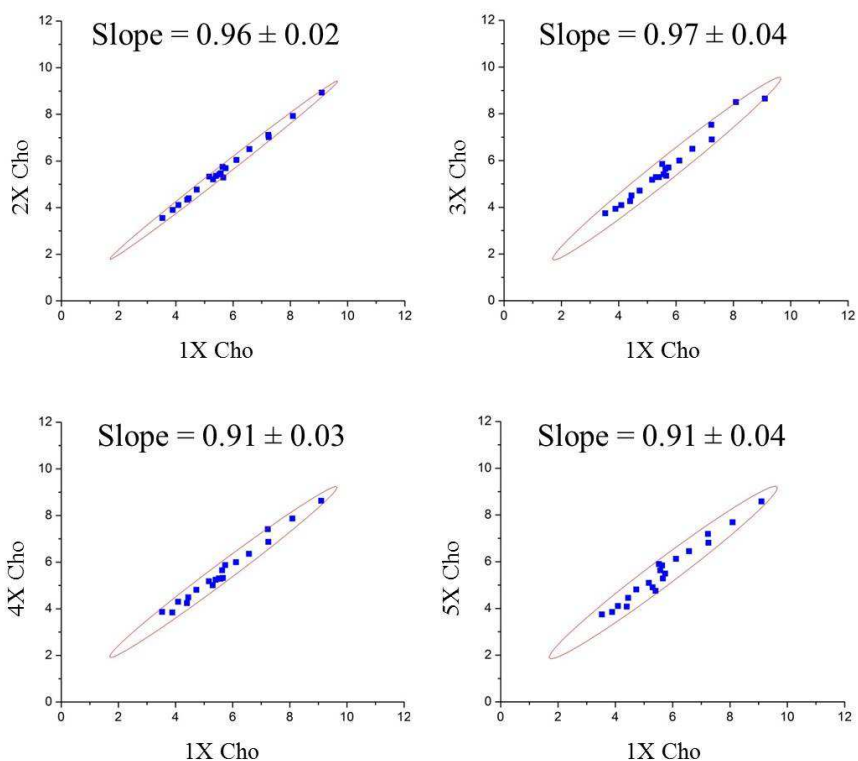 Slope = 0.96 ± 0.02
12
10
8
6
4
2
0
2X Cho
0 2 4 6 8 10 12
1X Cho
Slope = 0.97 ± 0.04
12
10
8
6
4
2
0
3X Cho
0 2 4 6 8 10 12
1X Cho
Slope = 0.91 ± 0.03
12
10
8
6
4
2
0
4X Cho
0 2 4 6 8 10 12
1X Cho
Slope = 0.91 ± 0.04
12
10
8
6
4
2
0
5X Cho
0 2 4 6 8 10 12
1X Cho